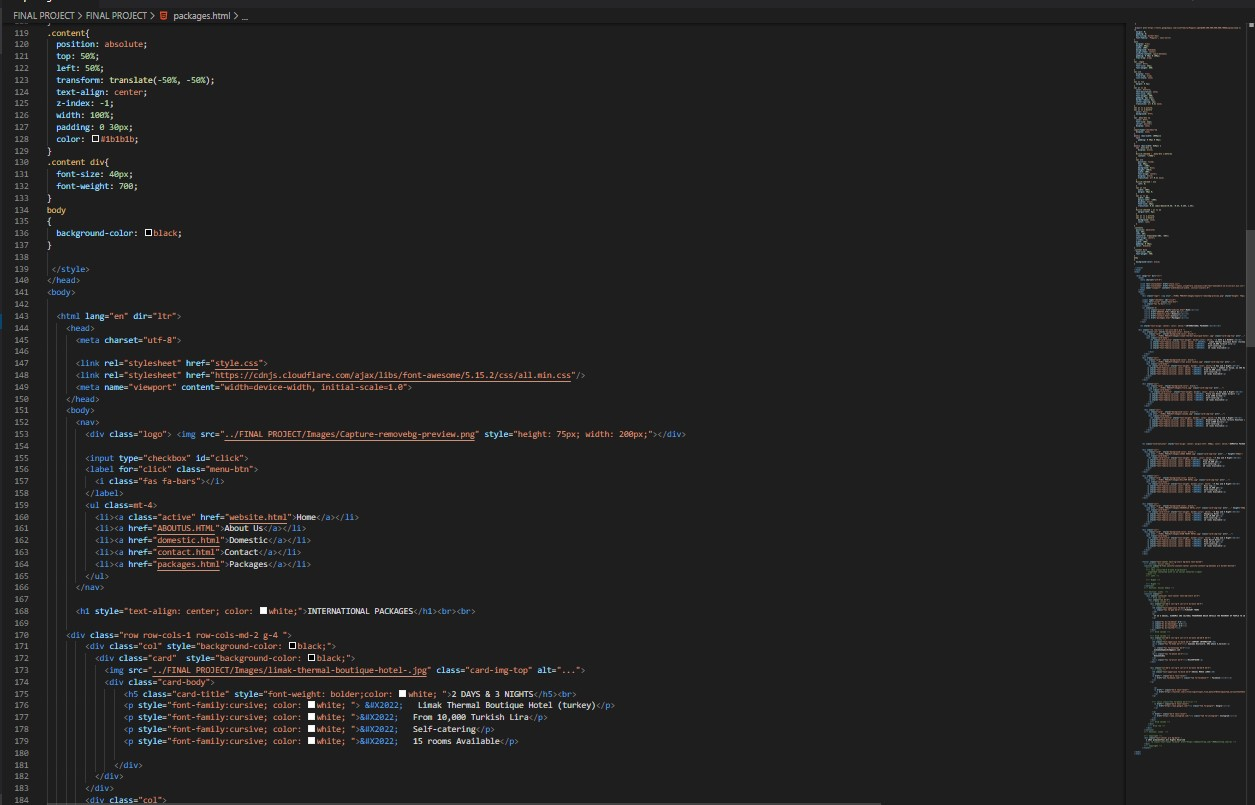 FINAL PROJECT > FINAL PROJECT > packages.html > ...
119 .content{
120 position: absolute;
121 top: 50%;
122 left: 50%;
123 transform: translate(-50%, -50%);
124 text-align: center;
125 z-index: -1;
126 width: 100%;
127 padding: 0 30px;
128 color: #1b1b1b;
129 }
130 .content div{
131 font-size: 40px;
132 font-weight: 700;
133 }
134 body
135 {
136 background-color: black;
137 }
138
139 </style>
140 </head>
141 <body>
142
143 <html lang="en" dir="ltr">
144 <head>
145 <meta charset="utf-8">
146
147 <link rel="stylesheet" href="style.css">
148 <link rel="stylesheet" href="https://cdnjs.cloudflare.com/ajax/libs/font-awesome/5.15.2/css/all.min.css"/>
149 <meta name="viewport" content="width=device-width, initial-scale=1.0">
150 </head>
151 <body>
152 <nav>
153 <div class="logo"> <img src="../FINAL PROJECT/Images/Capture-removebg-preview.png" style="height: 75px; width: 200px;"></div>
154
155 <input type="checkbox" id="click">
156 <label for="click" class="menu-btn">
157 <i class="fas fa-bars"></i>
158 </label>
159 <ul class=mt-4>
160 <li><a class="active" href="website.html">Home</a></li>
161 <li><a href="ABOUTUS.HTML">About Us</a></li>
162 <li><a href="domestic.html">Domestic</a></li>
163 <li><a href="contact.html">Contact</a></li>
164 <li><a href="packages.html">Packages</a></li>
165 </ul>
166 </nav>
167
168 <h1 style="text-align: center; color: white;">INTERNATIONAL PACKAGES</h1><br><br>
169
170 <div class="row row-cols-1 row-cols-md-2 g-4 ">
171 <div class="col" style="background-color: black;">
172 <div class="card" style="background-color: black;">
173 <img src="../FINAL PROJECT/Images/limak-thermal-boutique-hotel-.jpg" class="card-img-top" alt="...">
174 <div class="card-body">
175 <h5 class="card-title" style="font-weight: bolder;color: white; ">2 DAYS & 3 NIGHTS</h5><br>
176 <p style="font-family:cursive; color: white; "> &#X2022; Limak Thermal Boutique Hotel (turkey)</p>
177 <p style="font-family:cursive; color: white; ">&#X2022; From 10,000 Turkish Lira</p>
178 <p style="font-family:cursive; color: white; ">&#X2022; Self-catering</p>
179 <p style="font-family:cursive; color: white; ">&#X2022; 15 rooms Available</p>
180
181 </div>
182 </div>
183 </div>
184 <div class="col">